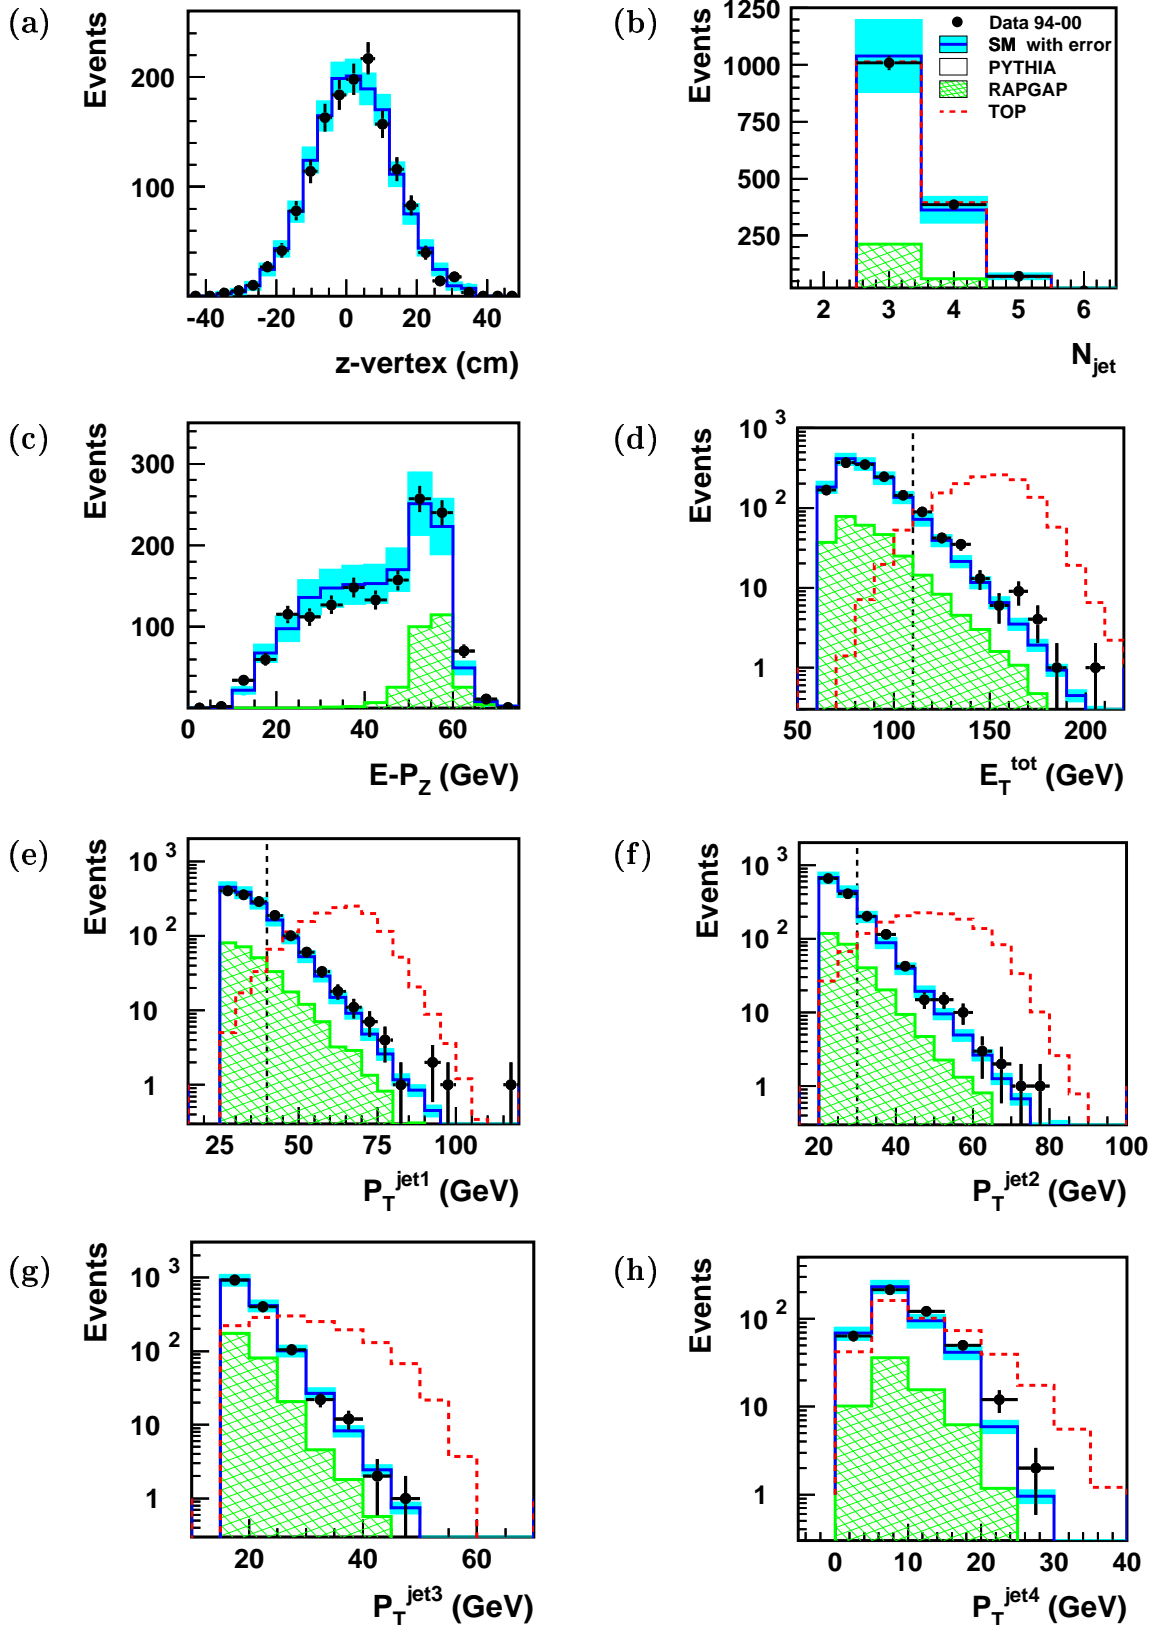 (a)
Events
200
100
-40 -20 0 20 40
z-vertex (cm)
(b)
Events
1250
1000
750
500
250
Data 94-00
SM with error
PYTHIA
RAPGAP
TOP
2 3 4 5 6
N_jet
(c)
Events
300
200
100
0 20 40 60
E-P_Z (GeV)
(d)
Events
10^3
10^2
10
1
50 100 150 200
E_T^tot (GeV)
(e)
Events
10^3
10^2
10
1
25 50 75 100
P_T^jet1 (GeV)
(f)
Events
10^3
10^2
10
1
20 40 60 80 100
P_T^jet2 (GeV)
(g)
Events
10^3
10^2
10
1
20 40 60
P_T^jet3 (GeV)
(h)
Events
10^2
10
1
0 10 20 30 40
P_T^jet4 (GeV)